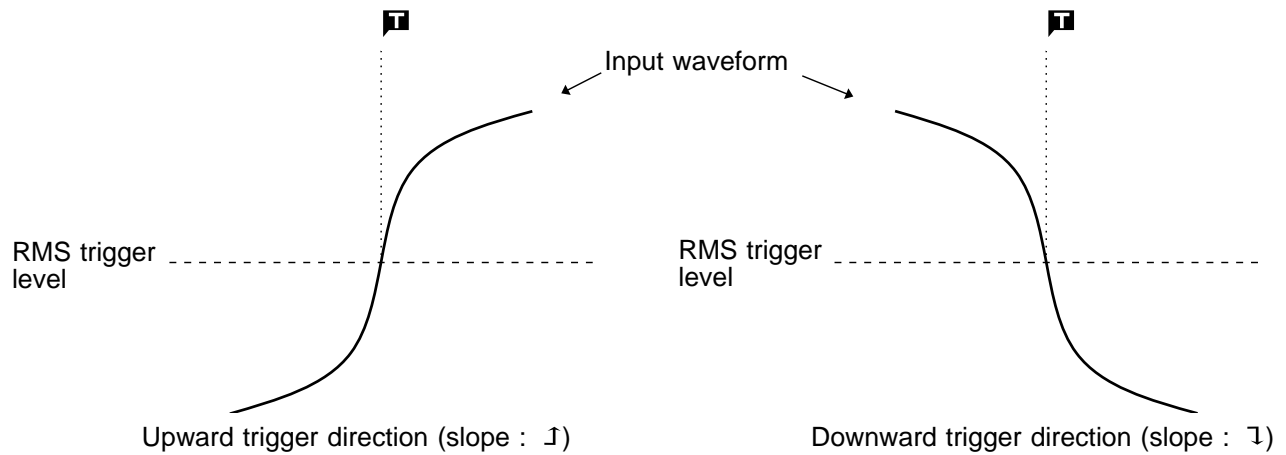 T
T
Input waveform
RMS trigger
level
RMS trigger
level
Upward trigger direction (slope : ↥)
Downward trigger direction (slope : ↧)